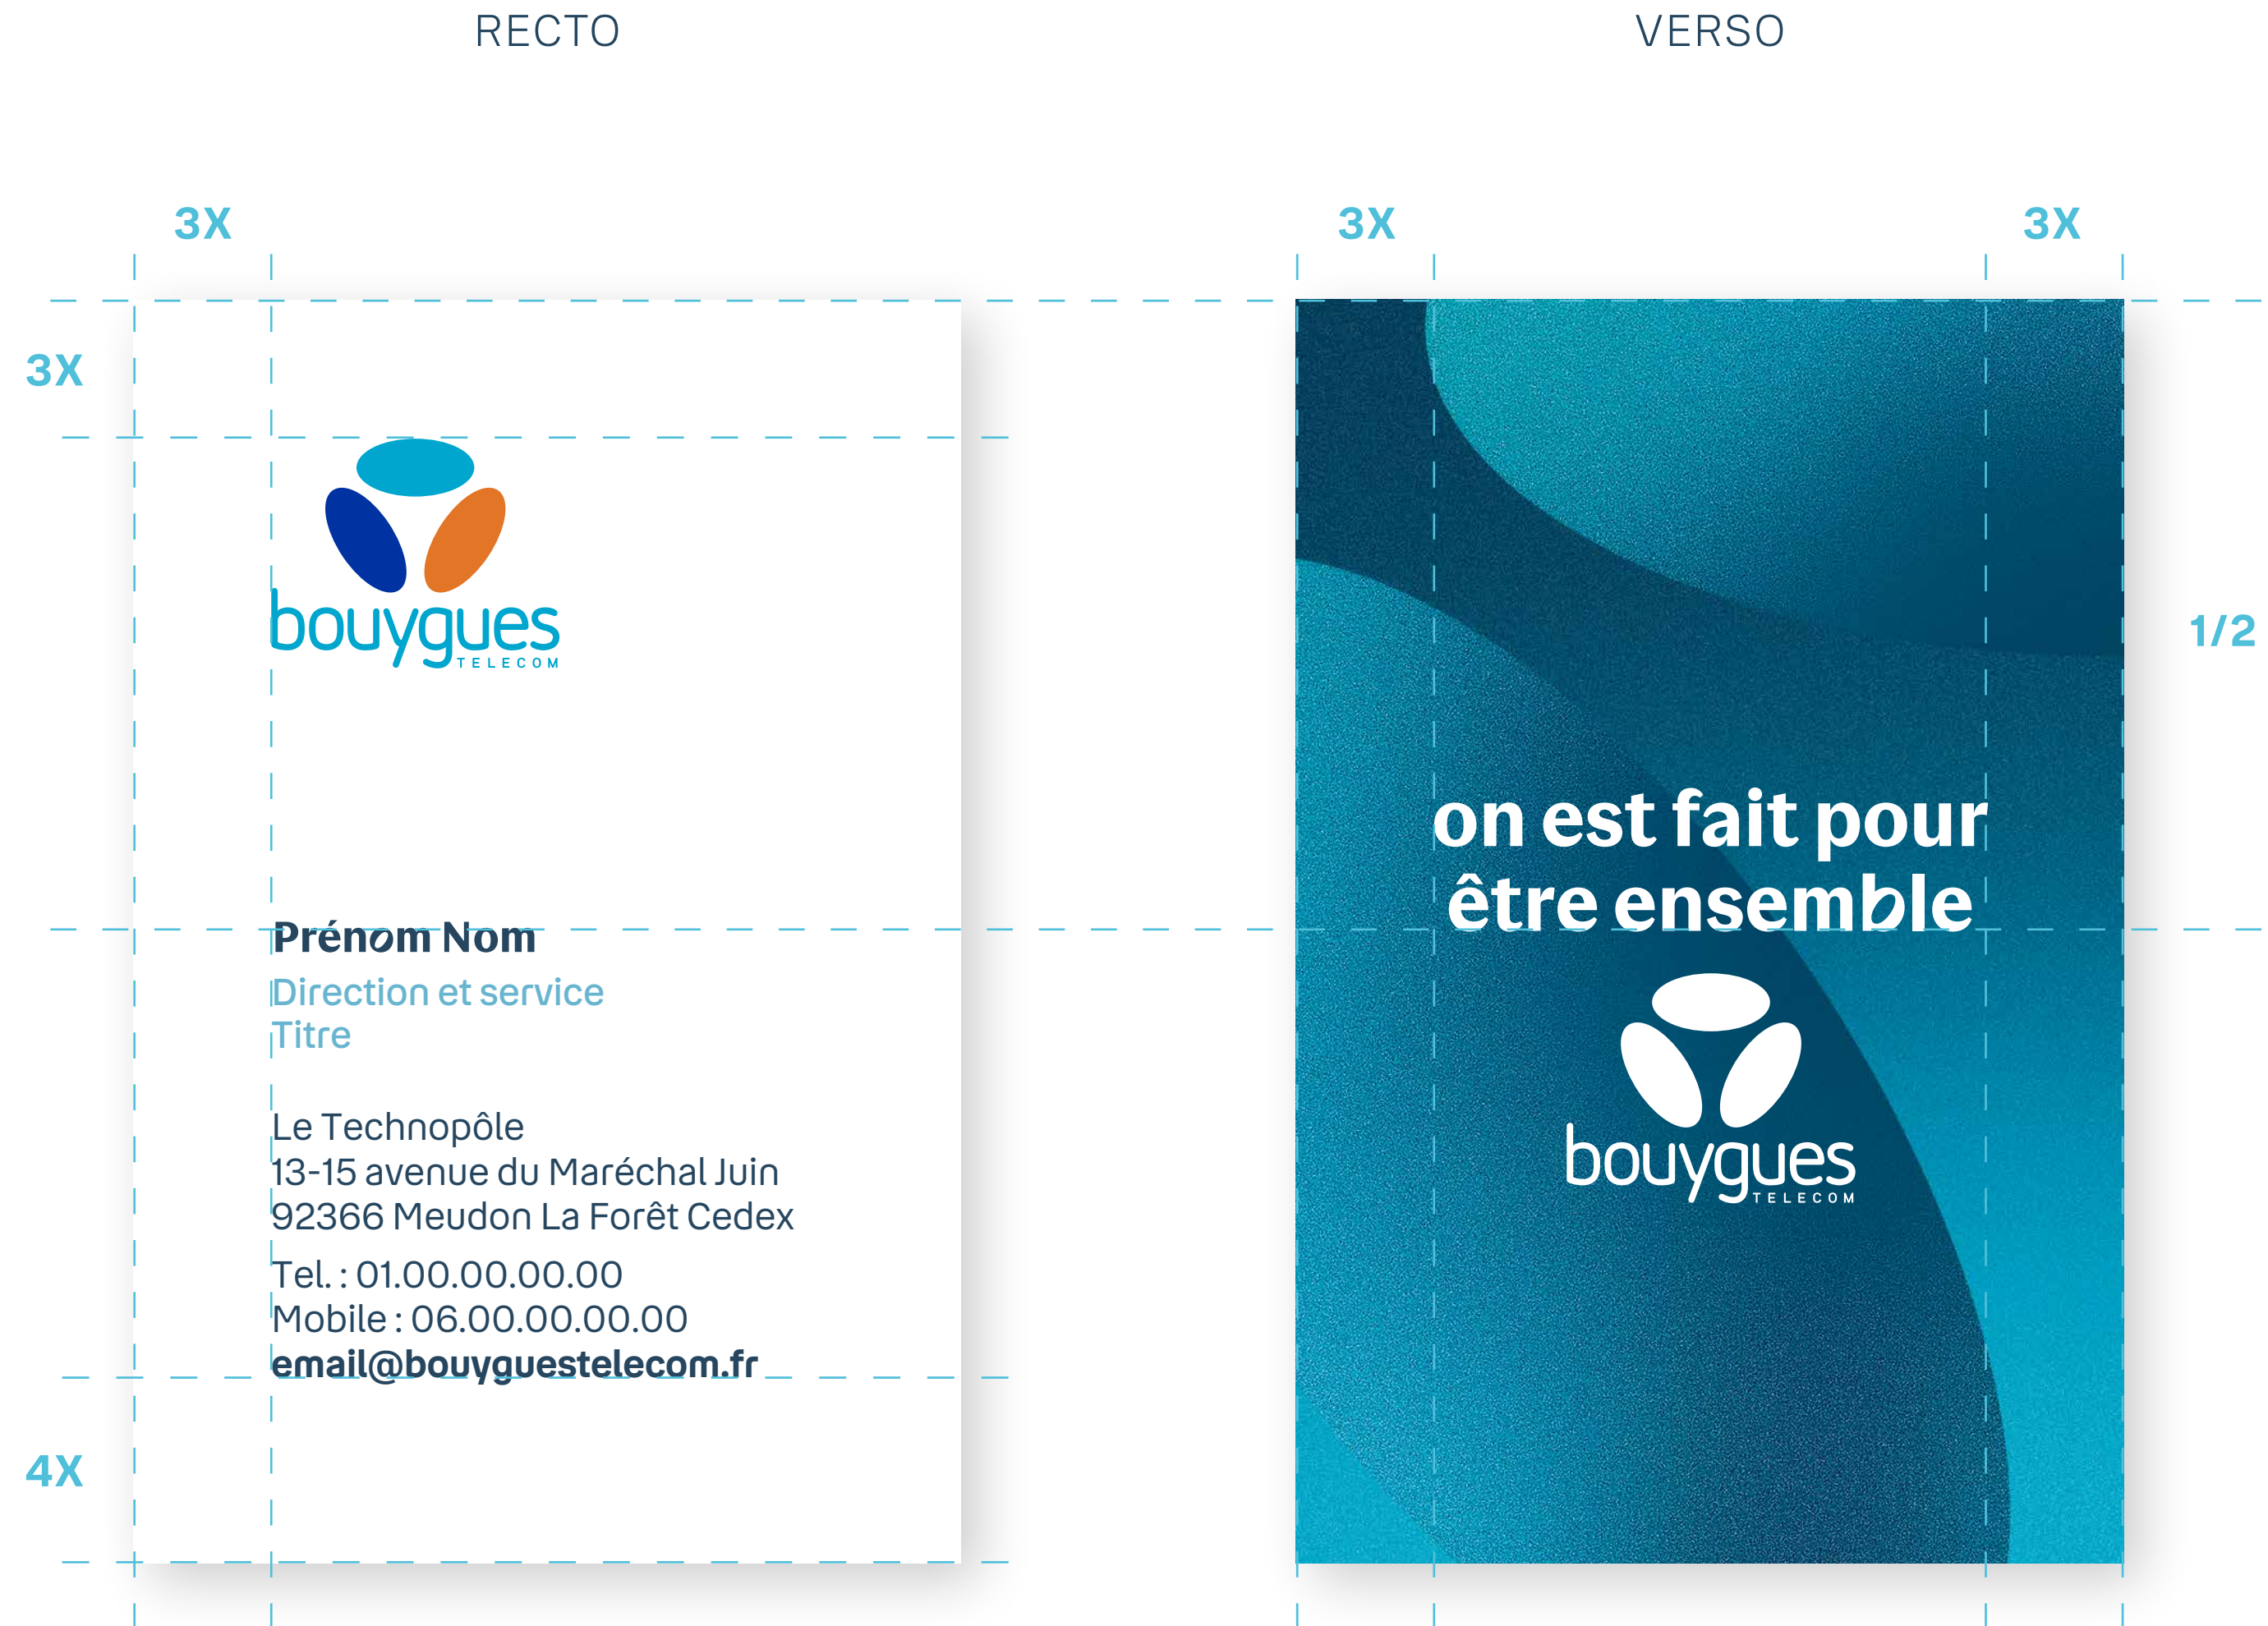 RECTO
VERSO
3X
3X
3X
3X
bouygues
TELECOM
Prénom Nom
Direction et service
Titre
Le Technopôle
13-15 avenue du Maréchal Juin
92366 Meudon La Forêt Cedex
Tel. : 01.00.00.00.00
Mobile : 06.00.00.00.00
email@bouyguestelecom.fr
4X
1/2
on est fait pour
être ensemble
bouygues
TELECOM